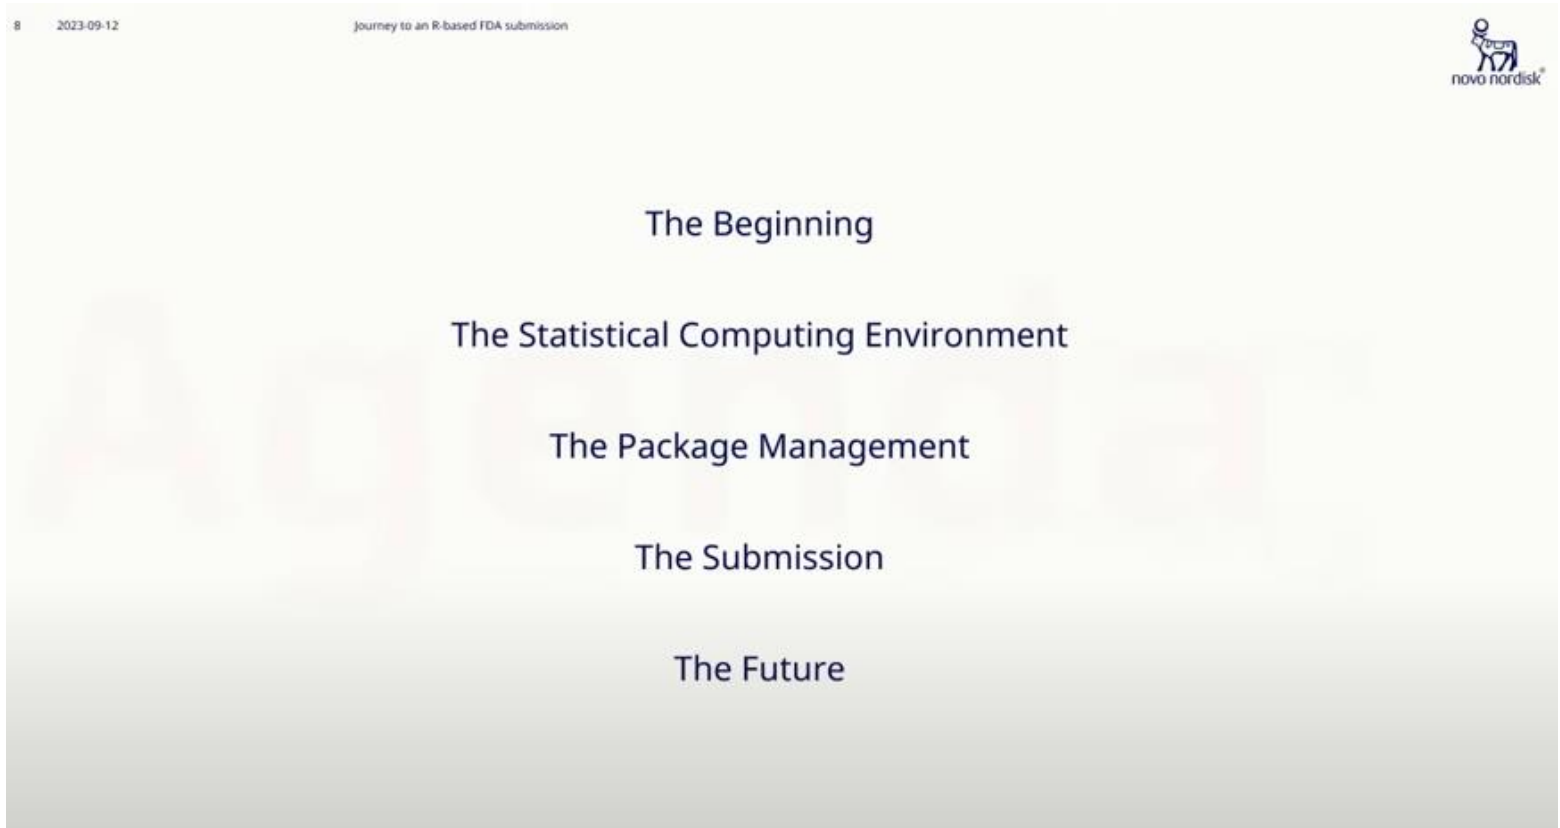 8 2023-09-12 Journey to an R-based FDA submission
novo nordisk®
Agenda
The Beginning
The Statistical Computing Environment
The Package Management
The Submission
The Future